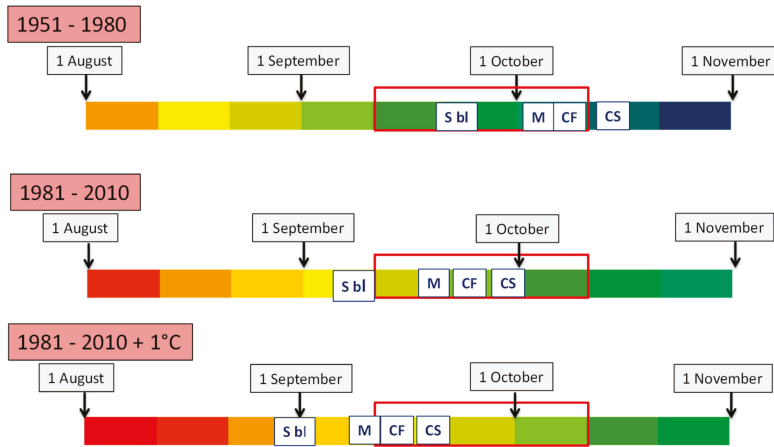 1951 - 1980
1 August
1 September
1 October
1 November
S bl
M
CF
CS
1981 - 2010
1 August
1 September
1 October
1 November
S bl
M
CF
CS
1981 - 2010 + 1°C
1 August
1 September
1 October
1 November
S bl
M
CF
CS